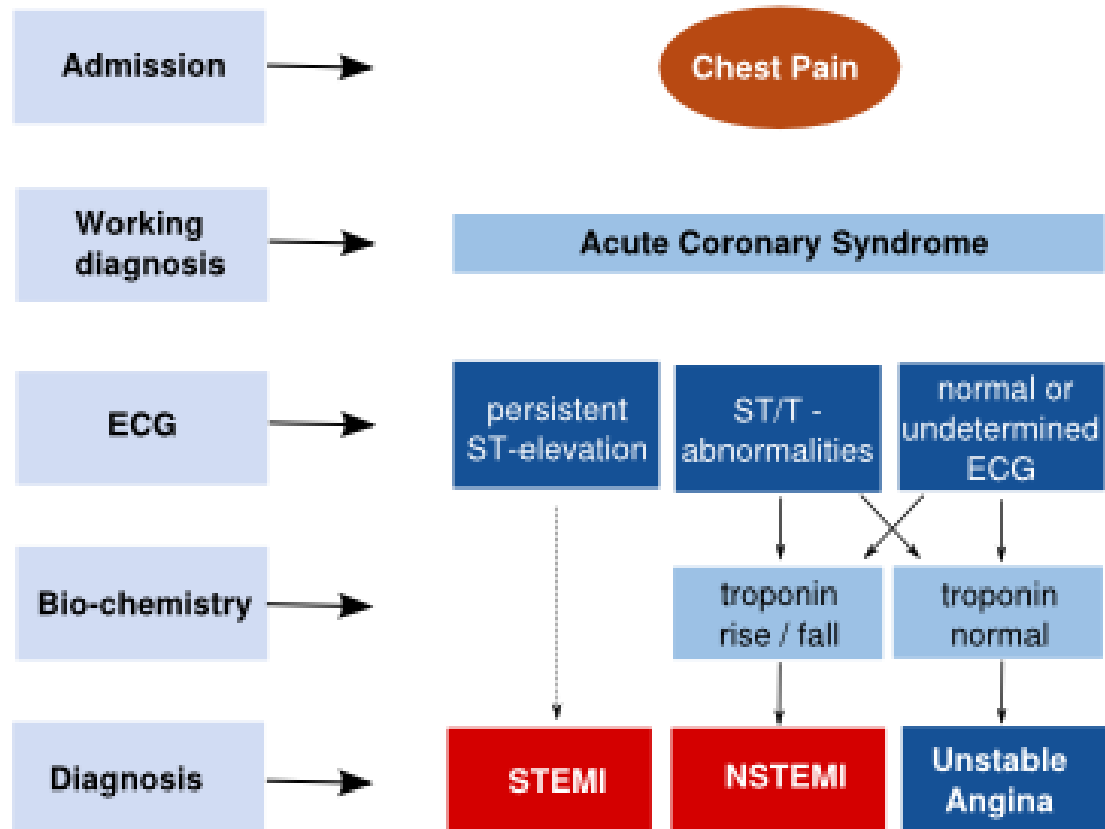 Admission
Chest Pain
Working
diagnosis
Acute Coronary Syndrome
ECG
persistent
ST-elevation
ST/T -
abnormalities
normal or
undetermined
ECG
Bio-chemistry
troponin
rise / fall
troponin
normal
Diagnosis
STEMI
NSTEMI
Unstable
Angina